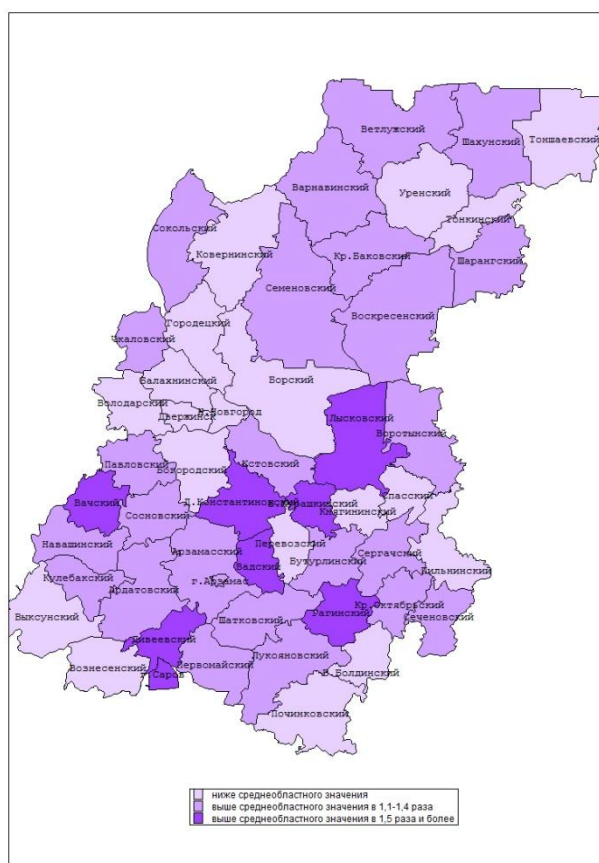 Ветлужский
Шахунский
Тоншаевский
Варнавинский
Уренский
Тонкинский
Сокольский
Ковернинский
Кр.Баковский
Шарангский
Семеновский
Воскресенский
Городецкий
Чкаловский
Балахнинский
Борский
Володарский
Н.Новгород
Дзержинск
Лысковский
Воротынский
Павловский
Богородский
Кстовский
Спасский
Вачский
Д.Константиновский
Б.Мурашкинский
Княгининский
Сосновский
Навашинский
Арзамасский
Перевозский
Сергачский
Вадский
Бутурлинский
Пильнинский
Кулебакский
г.Арзамас
Ардатовский
Кр.Октябрьский
Выксунский
Гагинский
Сеченовский
Шатковский
Дивеевский
Лукояновский
Вознесенский
Первомайский
г.Саров
Б.Болдинский
Починковский
ниже среднеобластного значения
выше среднеобластного значения в 1,1-1,4 раза
выше среднеобластного значения в 1,5 раза и более